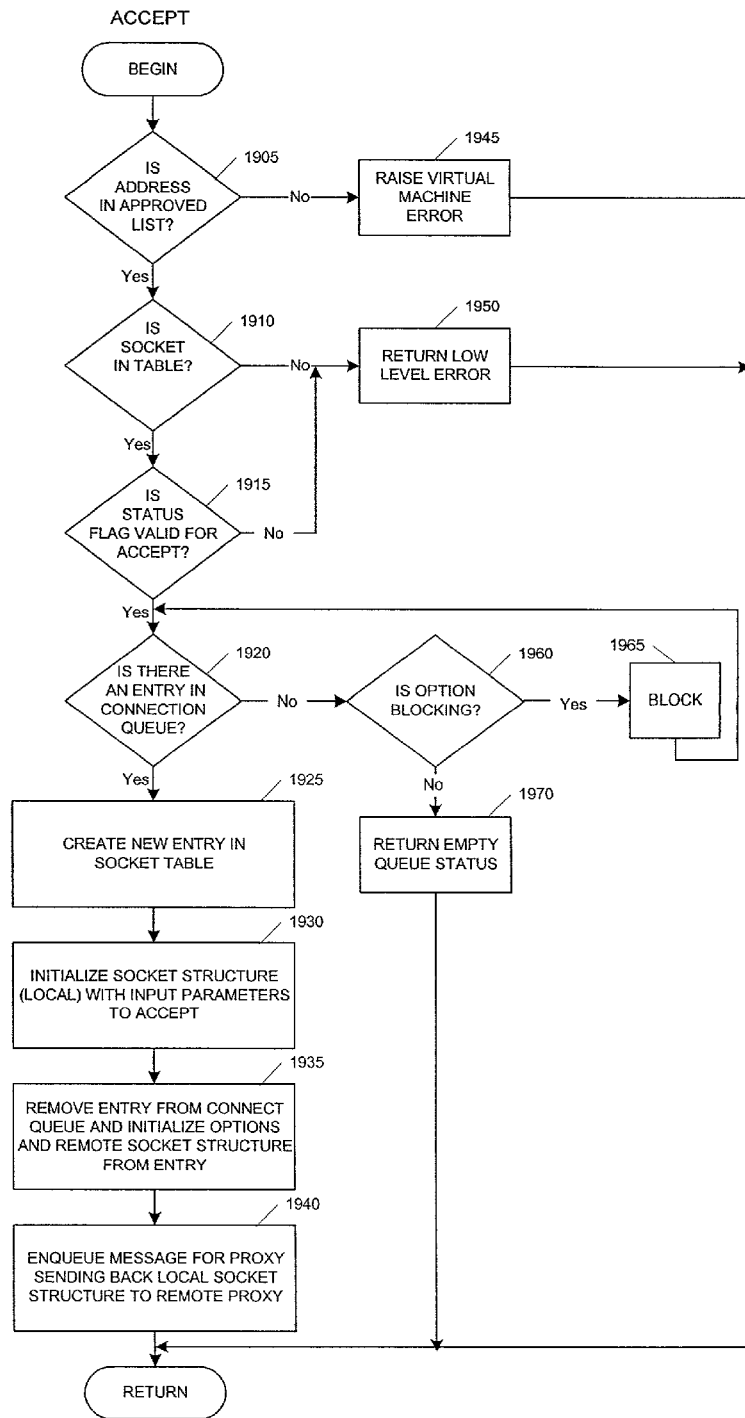 ACCEPT
BEGIN
1905
IS
ADDRESS
IN APPROVED
LIST?
No
1945
RAISE VIRTUAL
MACHINE
ERROR
Yes
1910
IS
SOCKET
IN TABLE?
No
1950
RETURN LOW
LEVEL ERROR
Yes
1915
IS
STATUS
FLAG VALID FOR
ACCEPT?
No
Yes
1920
IS THERE
AN ENTRY IN
CONNECTION
QUEUE?
No
1960
IS OPTION
BLOCKING?
Yes
1965
BLOCK
Yes
No
1925
CREATE NEW ENTRY IN
SOCKET TABLE
1970
RETURN EMPTY
QUEUE STATUS
1930
INITIALIZE SOCKET STRUCTURE
(LOCAL) WITH INPUT PARAMETERS
TO ACCEPT
1935
REMOVE ENTRY FROM CONNECT
QUEUE AND INITIALIZE OPTIONS
AND REMOTE SOCKET STRUCTURE
FROM ENTRY
1940
ENQUEUE MESSAGE FOR PROXY
SENDING BACK LOCAL SOCKET
STRUCTURE TO REMOTE PROXY
RETURN